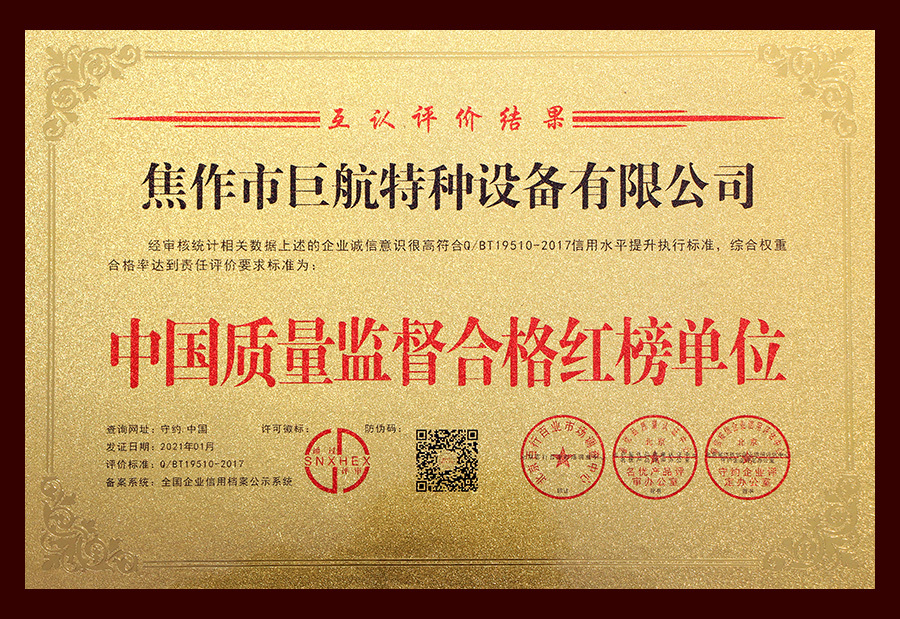 互认评价结果
焦作市巨航特种设备有限公司
经审核统计相关数据上述的企业诚信意识很高符合Q/BT19510-2017信用水平提升执行标准，综合权重
合格率达到责任评价要求标准为：
中国质量监督合格红榜单位
查询网址：守约.中国
发证日期：2021年01月
评价标准：Q/BT19510-2017
备案系统：全国企业信用档案公示系统
许可徽标：
通过
SNXHEX
评审
防伪码：
北京
名优产品评
审办公室
北京
守约企业评
定办公室